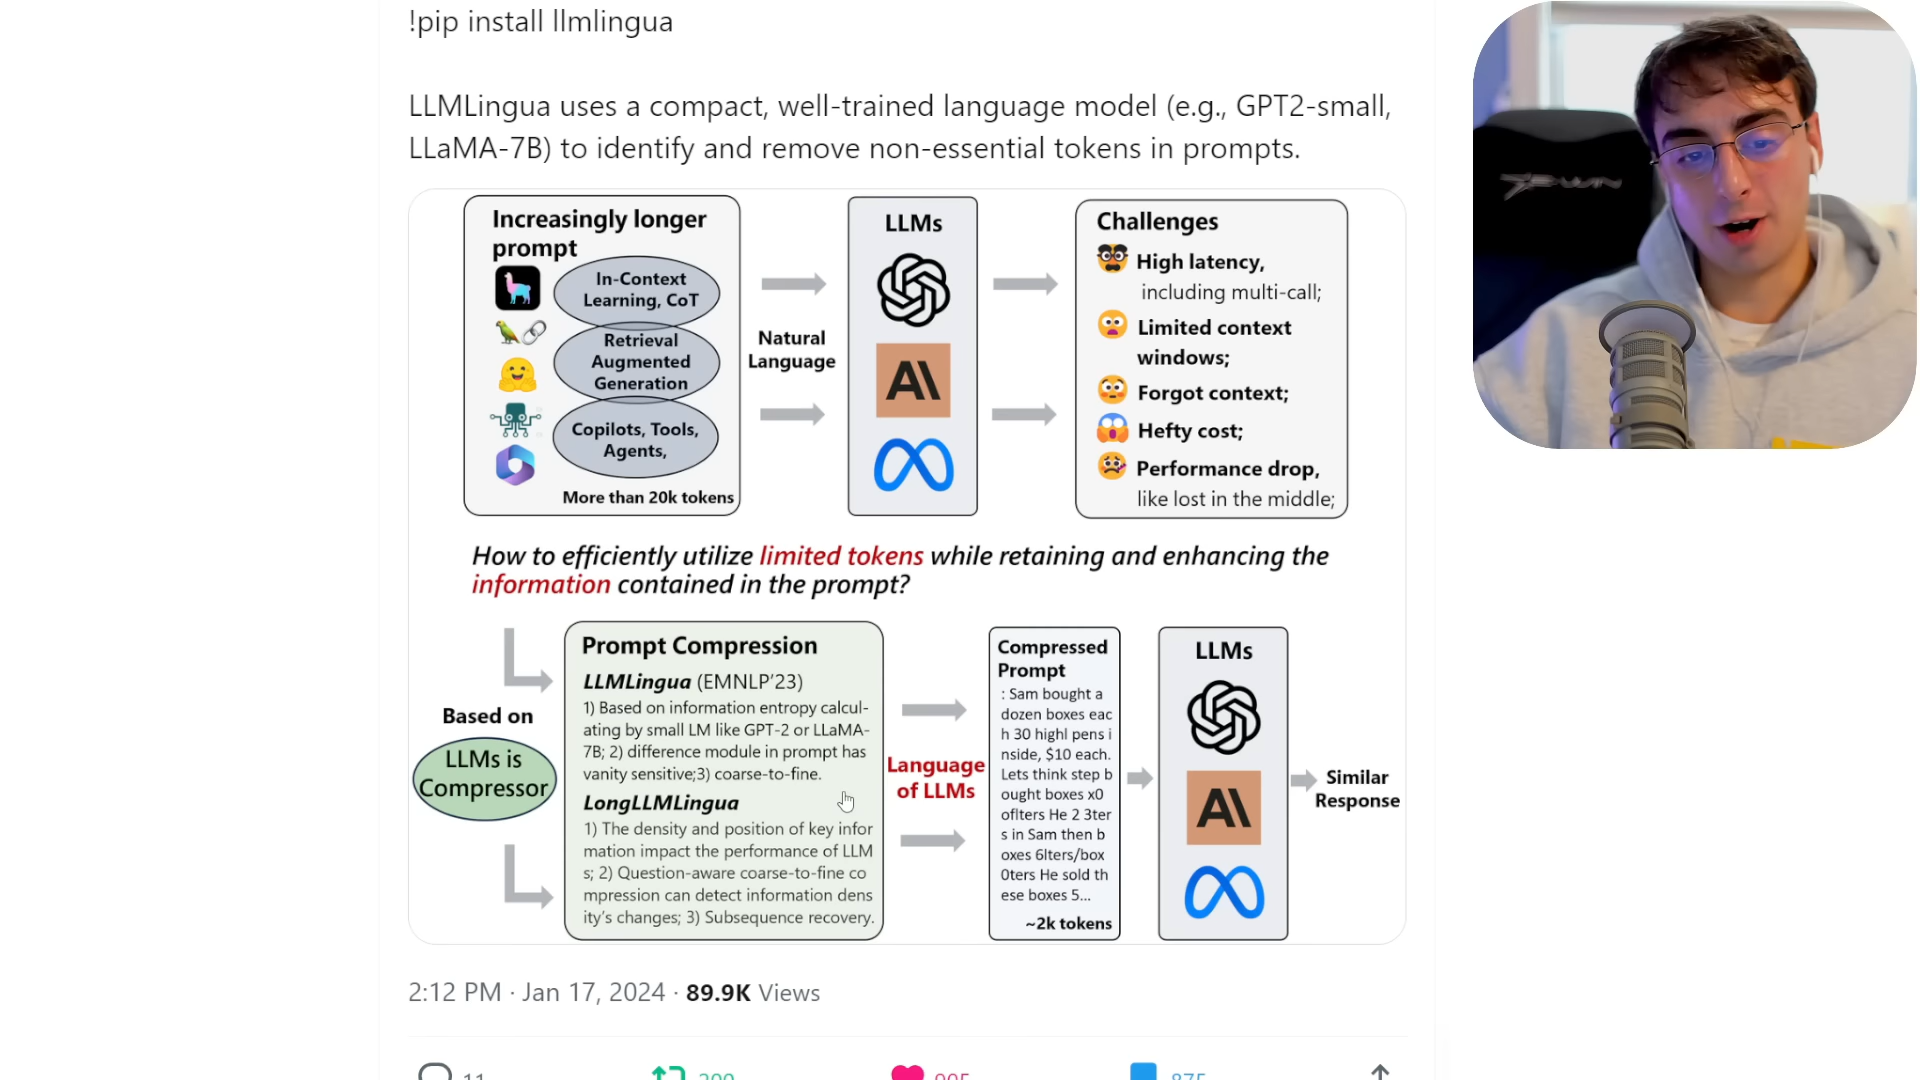 !pip install llmlingua
LLMLingua uses a compact, well-trained language model (e.g., GPT2-small,
LLaMA-7B) to identify and remove non-essential tokens in prompts.
Increasingly longer
prompt
In-Context
Learning, CoT
Retrieval
Augmented
Generation
Copilots, Tools,
Agents,
More than 20k tokens
Natural
Language
LLMs
Challenges
High latency,
including multi-call;
Limited context
windows;
Forgot context;
Hefty cost;
Performance drop,
like lost in the middle;
How to efficiently utilize limited tokens while retaining and enhancing the
information contained in the prompt?
Based on
LLMs is
Compressor
Prompt Compression
LLMLingua (EMNLP'23)
1) Based on information entropy calcul-
ating by small LM like GPT-2 or LLaMA-
7B; 2) difference module in prompt has
vanity sensitive;3) coarse-to-fine.
LongLLMLingua
1) The density and position of key infor
mation impact the performance of LLM
s; 2) Question-aware coarse-to-fine co
mpression can detect information dens
ity's changes; 3) Subsequence recovery.
Language
of LLMs
Compressed
Prompt
: Sam bought a
dozen boxes eac
h 30 highl pens i
nside, $10 each.
Lets think step b
ought boxes x0
oflters He 2 3ter
s in Sam then b
oxes 6lters/box
0ters He sold th
ese boxes 5...
~2k tokens
LLMs
Similar
Response
2:12 PM · Jan 17, 2024 · 89.9K Views